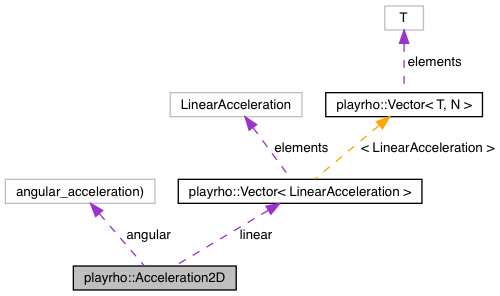 T
elements
LinearAcceleration
playrho::Vector< T, N >
elements
< LinearAcceleration >
angular_acceleration)
playrho::Vector< LinearAcceleration >
angular
linear
playrho::Acceleration2D